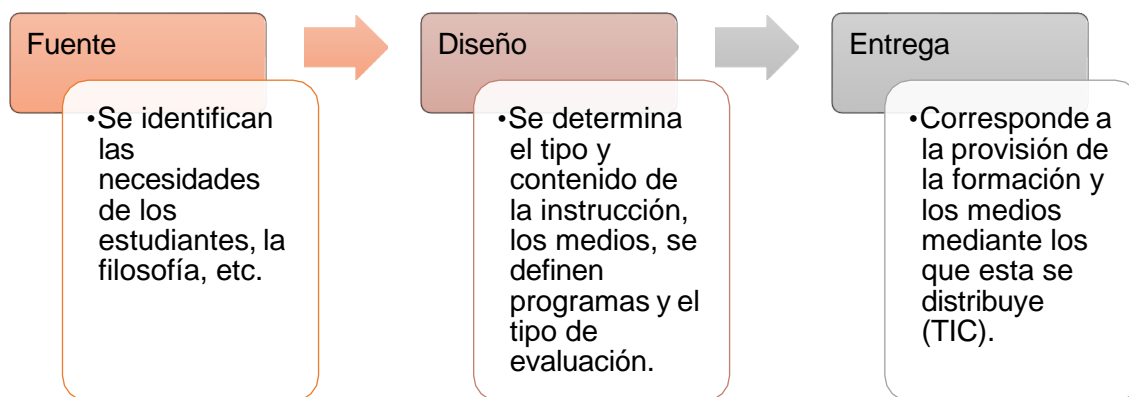 Fuente
•Se identifican
las
necesidades
de los
estudiantes, la
filosofía, etc.
Diseño
•Se determina
el tipo y
contenido de
la instrucción,
los medios, se
definen
programas y el
tipo de
evaluación.
Entrega
•Corresponde a
la provisión de
la formación y
los medios
mediante los
que esta se
distribuye
(TIC).